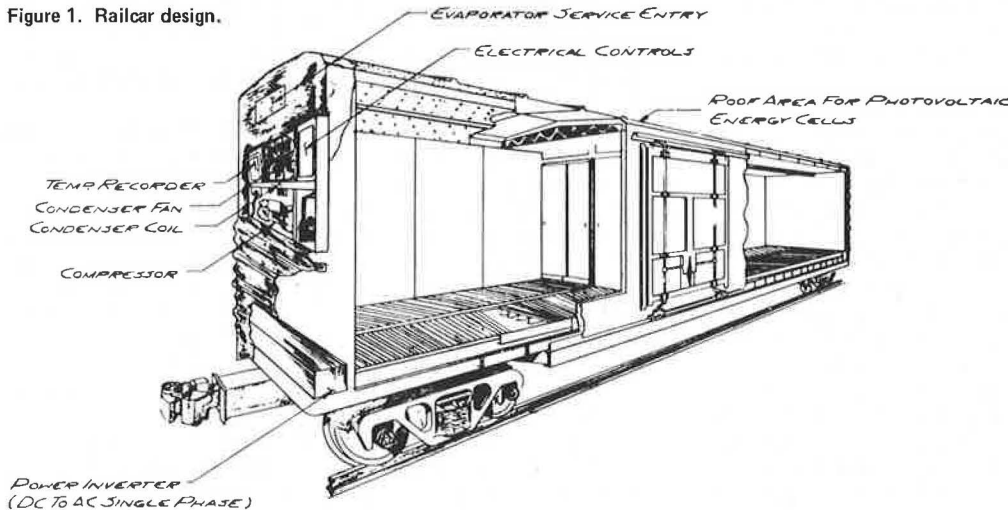 Figure 1. Railcar design.
EVAPORATOR SERVICE ENTRY
ELECTRICAL CONTROLS
ROOF AREA FOR PHOTOVOLTAIC
ENERGY CELLS
TEMP. RECORDER
CONDENSER FAN
CONDENSER COIL
COMPRESSOR
POWER INVERTER
(DC TO AC SINGLE PHASE)